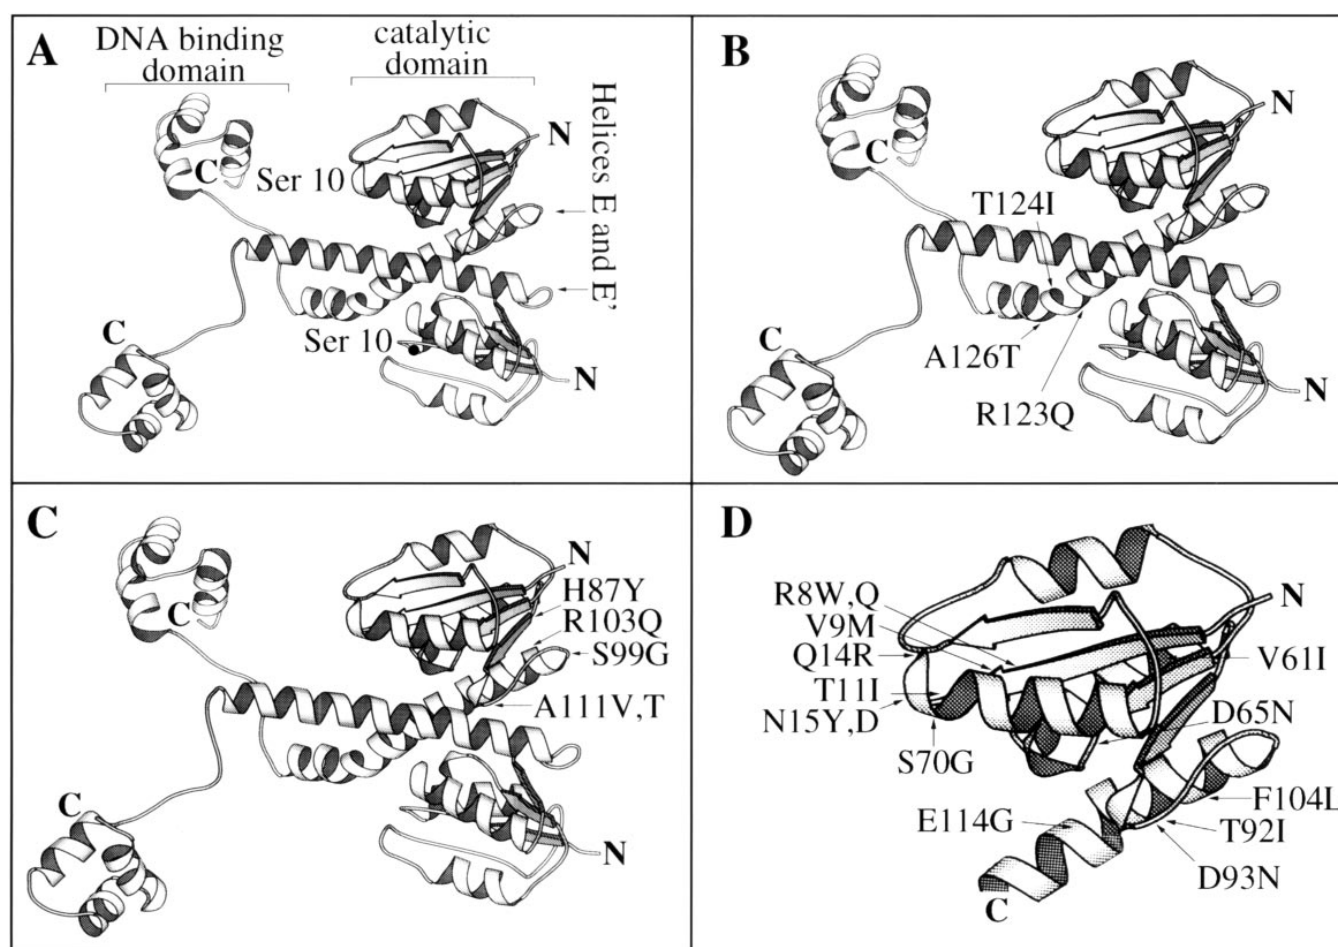 A
DNA binding
domain
catalytic
domain
N
C
Ser 10
Helices E and E'
C
Ser 10
N
B
N
C
T124I
C
A126T
N
R123Q
C
N
H87Y
R103Q
S99G
C
A111V,T
C
N
D
R8W,Q
N
V9M
Q14R
V61I
T11I
N15Y,D
D65N
S70G
F104L
E114G
T92I
D93N
C